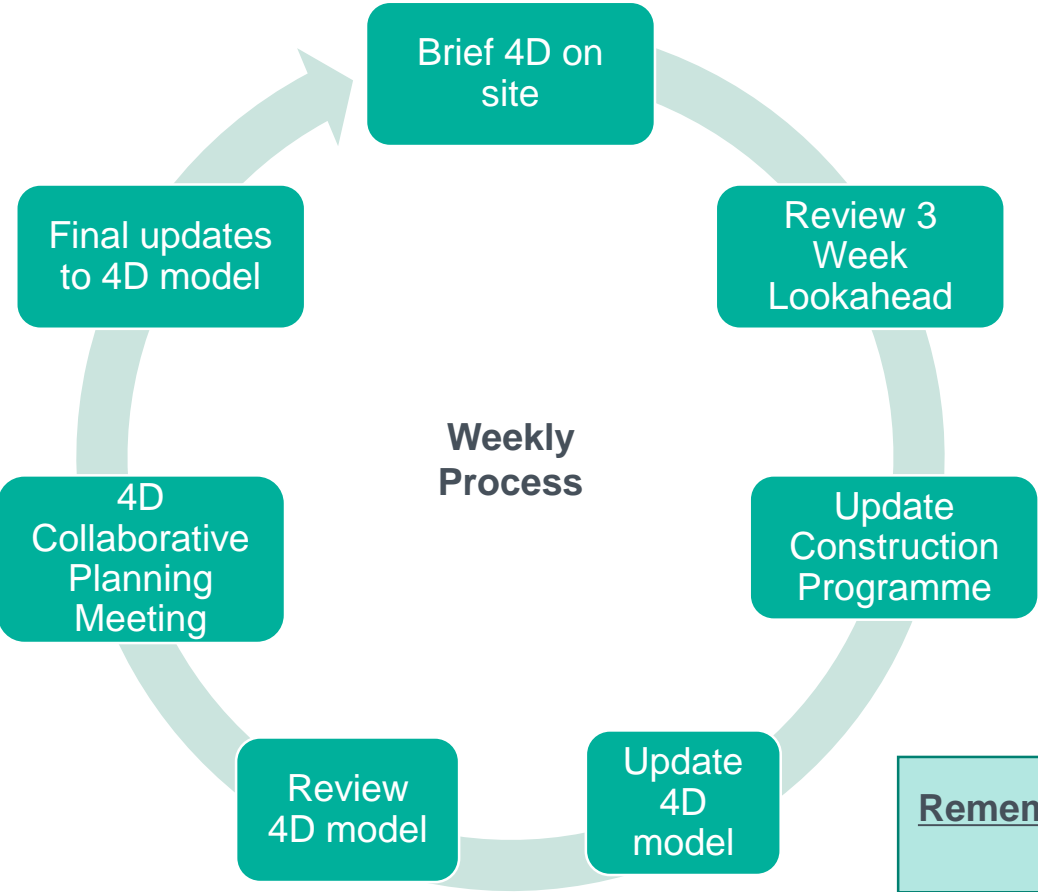 Brief 4D on
site
Review 3
Week
Lookahead
Update
Construction
Programme
Update
4D
model
Review
4D model
4D
Collaborative
Planning
Meeting
Final updates
to 4D model
Weekly
Process